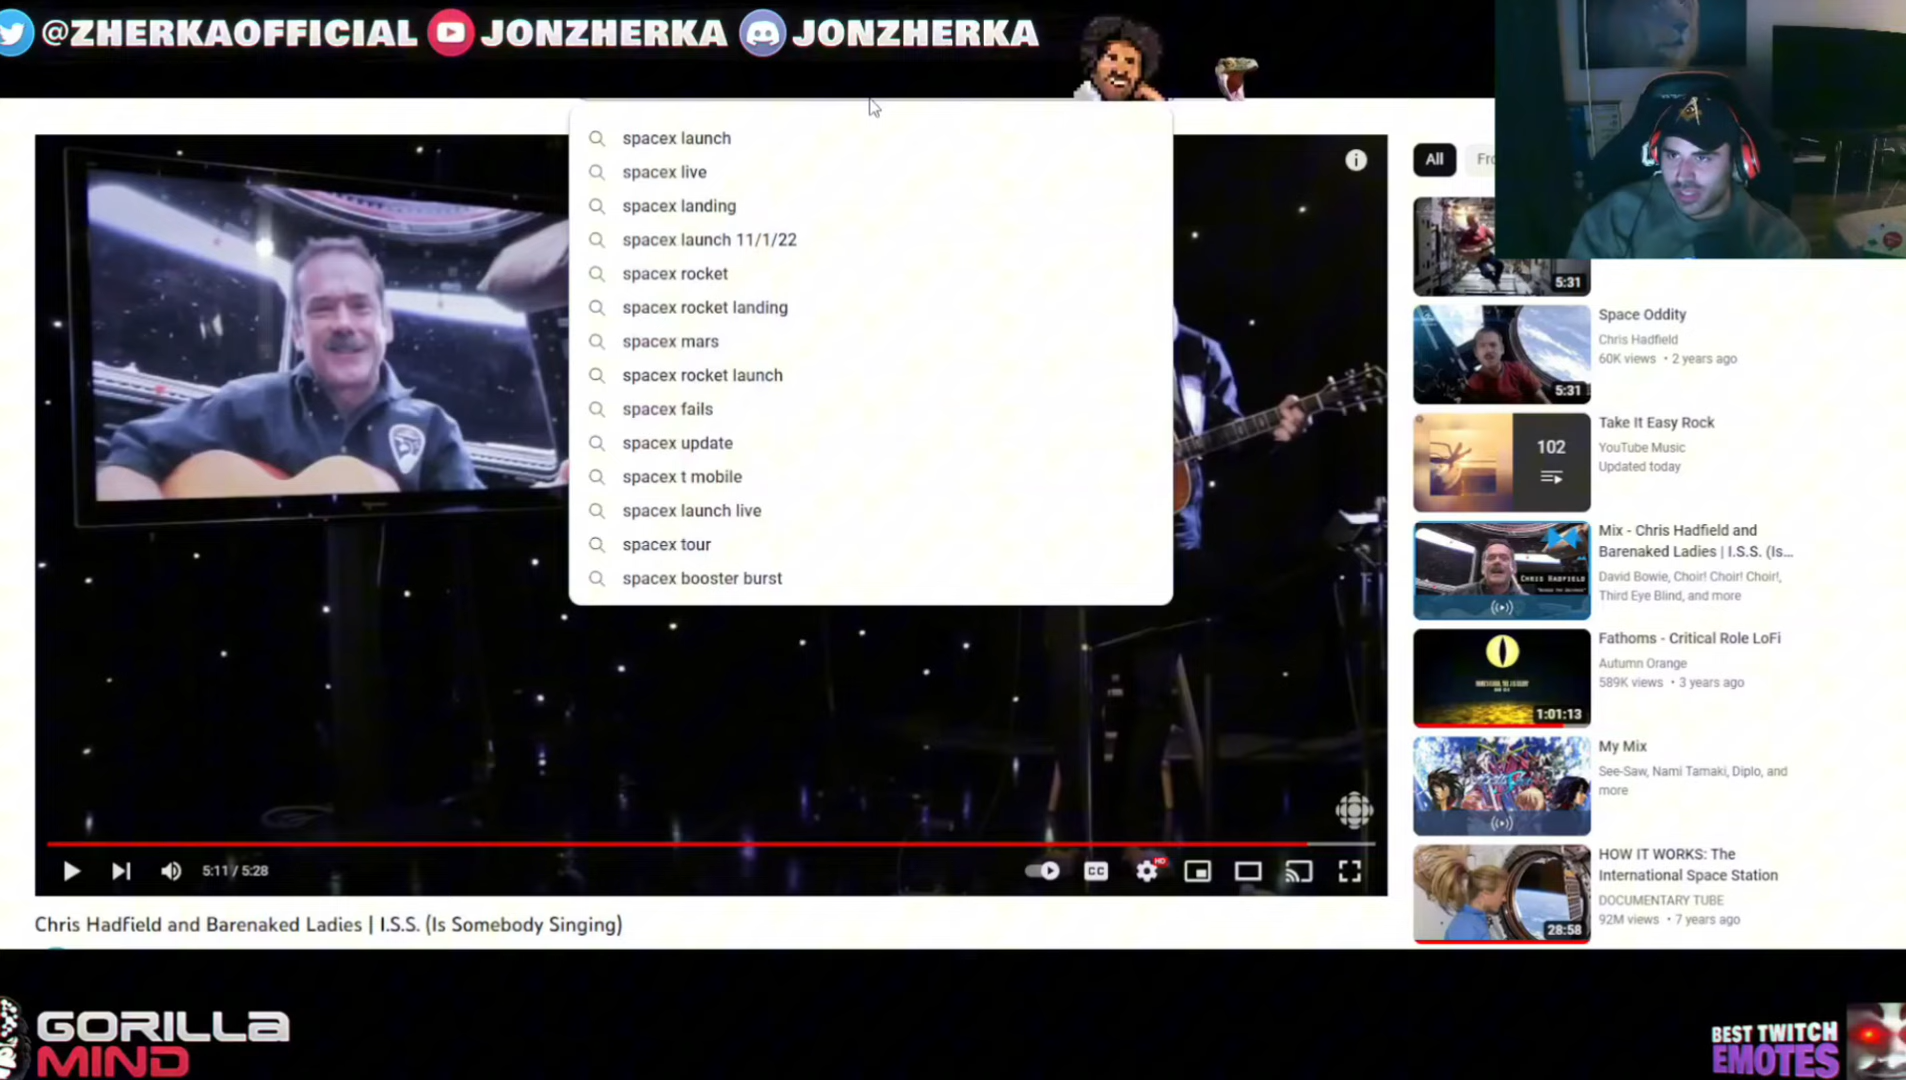 @ZHERKAOFFICIAL JONZHERKA JONZHERKA
spacex launch
spacex live
spacex landing
spacex launch 11/1/22
spacex rocket
spacex rocket landing
spacex mars
spacex rocket launch
spacex fails
spacex update
spacex t mobile
spacex launch live
spacex tour
spacex booster burst
5:11 / 5:28
CC
HD
Chris Hadfield and Barenaked Ladies | I.S.S. (Is Somebody Singing)
All
5:31
Space Oddity
Chris Hadfield
60K views • 2 years ago
5:31
Take It Easy Rock
YouTube Music
Updated today
102
Mix - Chris Hadfield and
Barenaked Ladies | I.S.S. (Is...
David Bowie, Choir! Choir! Choir!,
Third Eye Blind, and more
CHRIS HADFIELD
Fathoms - Critical Role LoFi
Autumn Orange
589K views • 3 years ago
1:01:13
My Mix
See-Saw, Nami Tamaki, Diplo, and
more
HOW IT WORKS: The
International Space Station
DOCUMENTARY TUBE
92M views • 7 years ago
28:58
GORILLA
MIND
BEST TWITCH
EMOTES